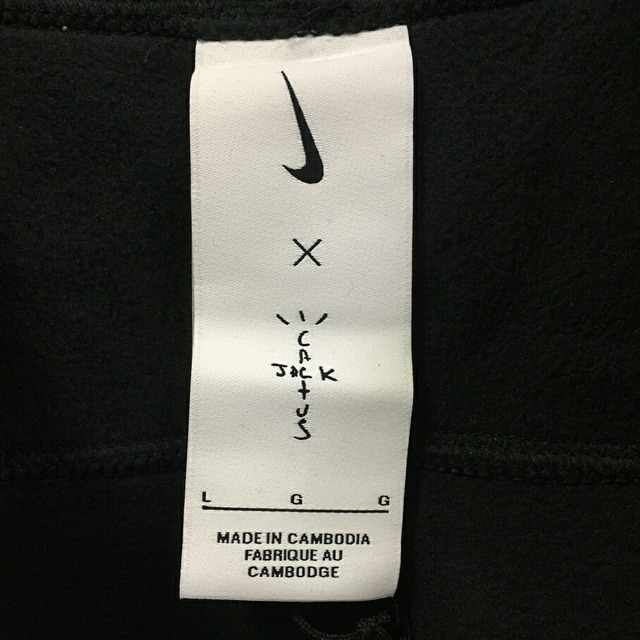 X
CACTUS
JACK
L G G
MADE IN CAMBODIA
FABRIQUE AU
CAMBODGE